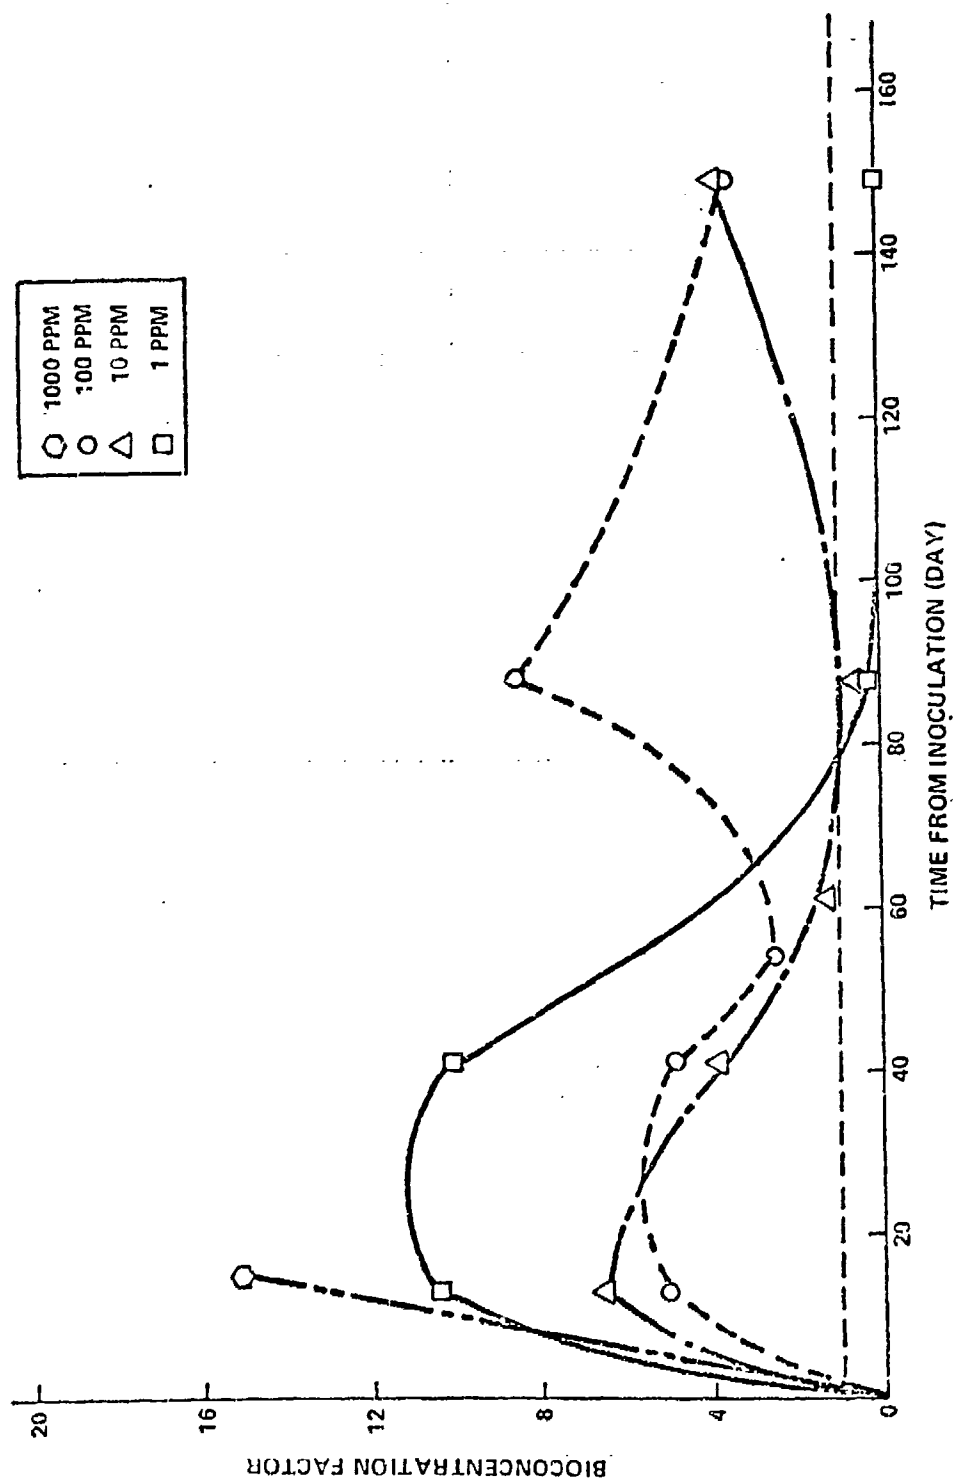 1000 PPM
100 PPM
10 PPM
1 PPM
BIOCONCENTRATION FACTOR
20
16
12
8
4
0
20
40
60
80
100
120
140
160
TIME FROM INOCULATION (DAY)